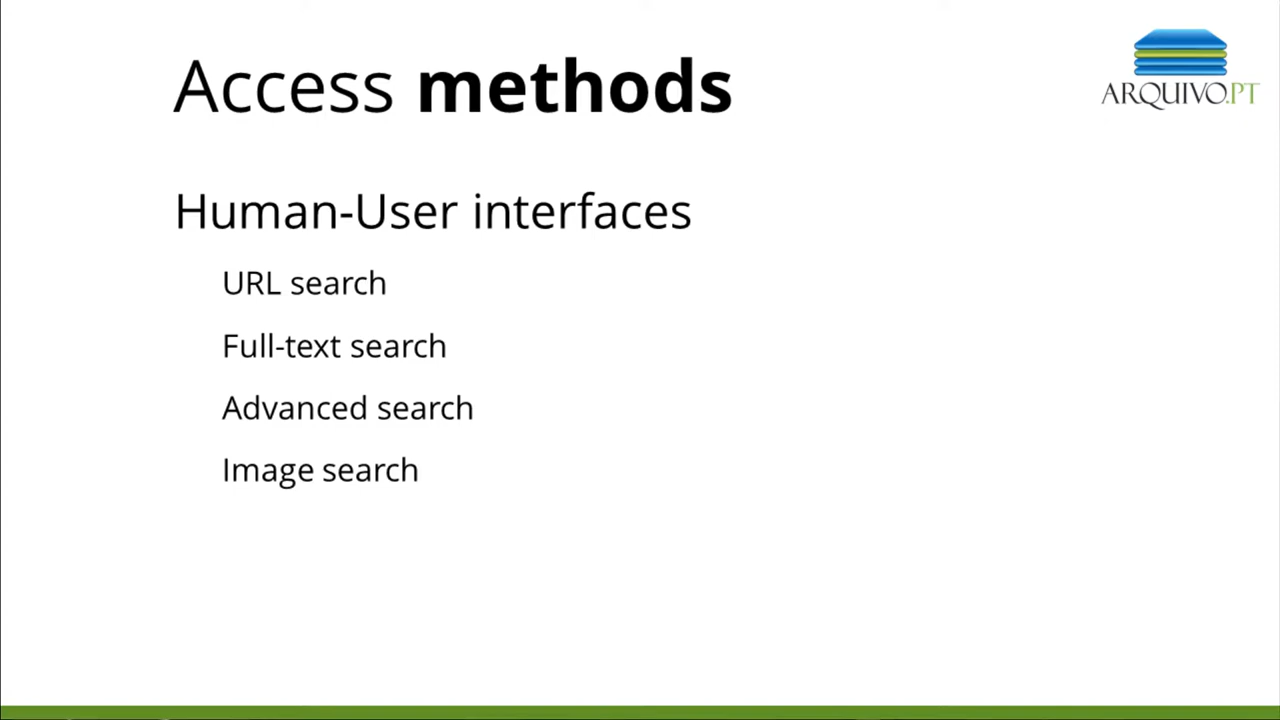 Access methods
ARQUIVO.PT
Human-User interfaces
URL search
Full-text search
Advanced search
Image search